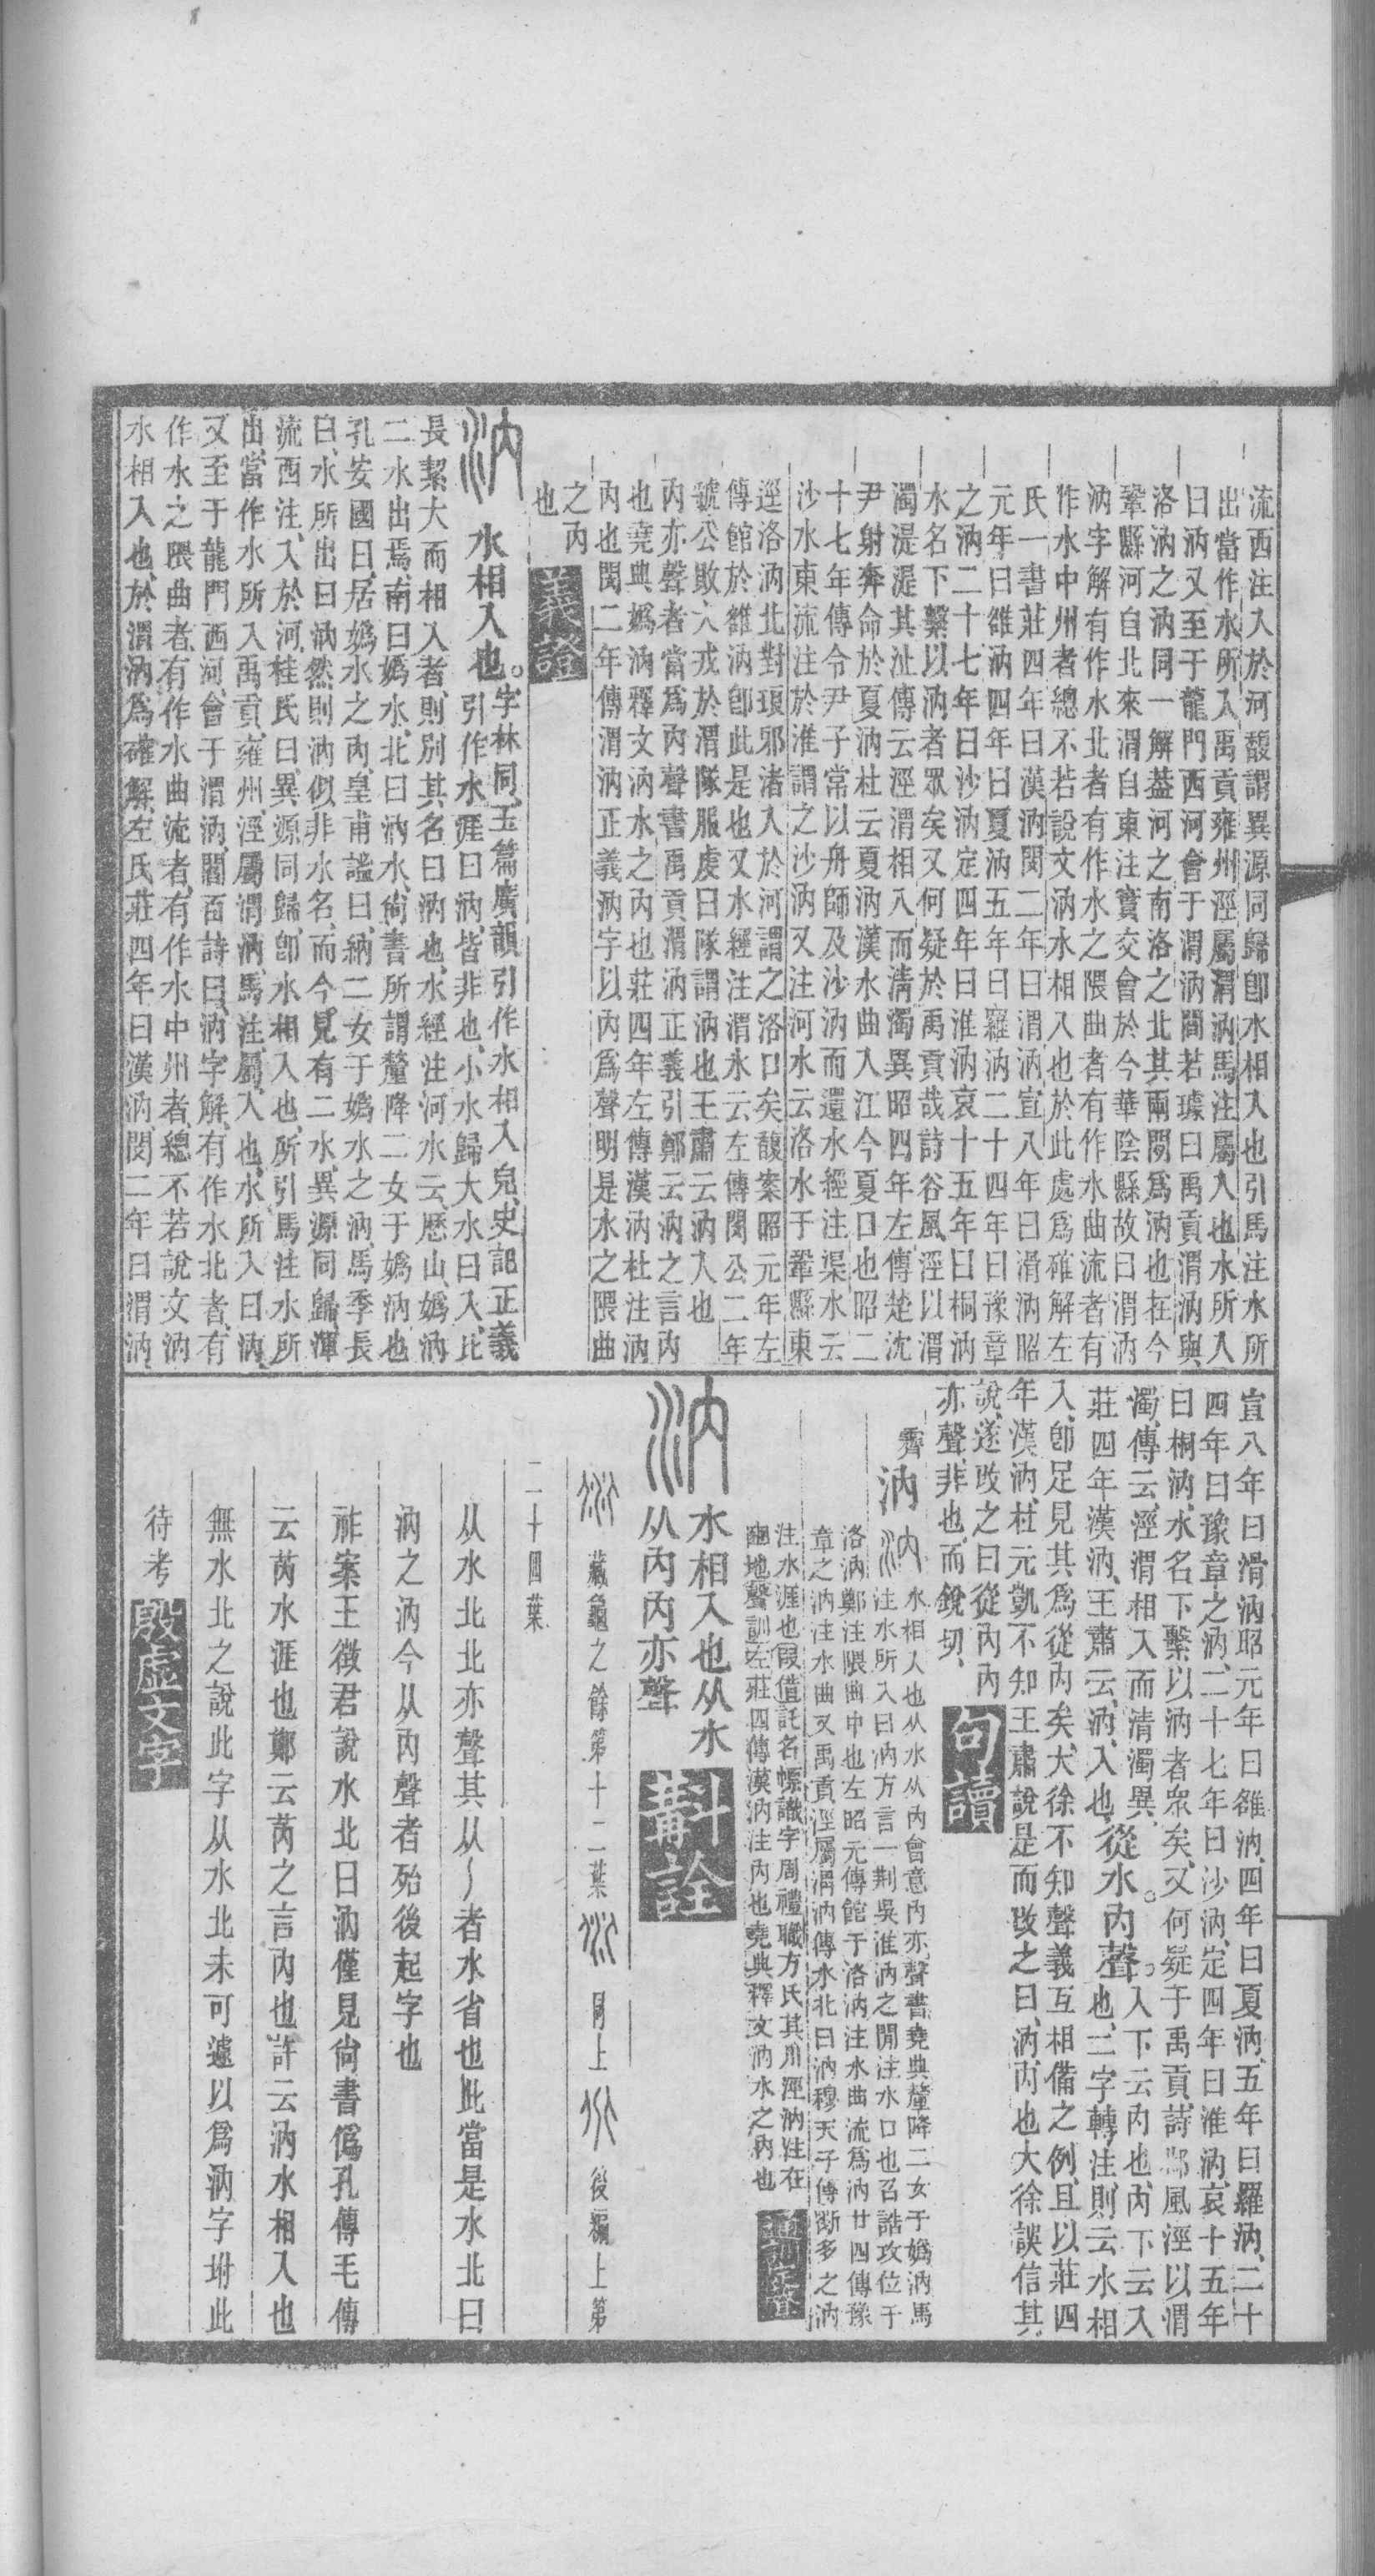 流西注入於河馥謂異源同歸卽水相入也引馬注水所
出當作水所入禹貢雍州涇屬渭汭馬注屬入也水所入
曰汭又至于龍門西河會于渭汭閻若璩曰禹貢渭汭與
洛汭之汭同一解葢河之南洛之北其兩閒爲汭也在今
鞏縣河自北來渭自東注實交會於今華陰縣故曰渭汭
汭字解有作水北者有作水之隈曲者有作水曲流者有
作水中州者總不若說文汭水相入也於此處爲確解左
氏一書莊四年曰漢汭閔二年曰渭汭宣八年曰滑汭昭
元年曰雒汭四年曰夏汭五年曰羅汭二十四年曰豫章
之汭二十七年曰沙汭定四年曰淮汭哀十五年曰桐汭
水名下繫以汭者眾矣又何疑於禹貢哉詩谷風涇以渭
濁湜湜其沚傳云涇渭相入而淸濁異昭四年左傳楚沈
尹射奔命於夏汭杜云夏汭漢水曲入江今夏口也昭二
十七年傳令尹子常以舟師及沙汭而還水經注渠水云
沙水東流注於淮謂之沙汭又注河水云洛水于鞏縣東
逕洛汭北對琅邪渚入於河謂之洛口矣馥案昭元年左
傳館於雒汭卽此是也又水經注渭水云左傳閔公二年
虢公敗犬戎於渭隊服虔曰隊謂汭也王肅云汭入也
內亦聲者當爲內聲書禹貢渭汭正義引鄭云汭之言內
也堯典嬀汭釋文汭水之內也莊四年左傳漢汭杜注汭
內也閔二年傳渭汭正義汭字以內爲聲明是水之隈曲
之內
也 義證
汭 水相入也。字林同、玉篇廣韻引作水相入皃、史記正義
引作水涯曰汭、皆非也、小水歸大水曰入、比
長絜大而相入者、則別其名曰汭也、水經注河水云、歷山、嬀汭
二水出焉、南曰嬀水、北曰汭水、尙書所謂釐降二女于嬀汭也
孔安國曰、居嬀水之內、皇甫謐曰、納二女于嬀水之汭、馬季長
曰、水所出曰汭、然則汭似非水名、而今見有二水、異源同歸、渾
流西注、入於河、桂氏曰、異源同歸、卽水相入也、所引馬注水所
出、當作水所入、禹貢、雍州涇屬渭汭、馬注、屬、入也、水所入曰汭、
又至于龍門西河、會于渭汭、閻百詩曰、汭字解、有作水北者、有
作水之隈曲者、有作水曲流者、有作水中州者、總不若說文汭
水相入也、於渭汭爲確解、左氏莊四年曰漢汭、閔二年曰渭汭
宣八年曰滑汭、昭元年曰雒汭、四年曰夏汭、五年曰羅汭、二十
四年曰豫章之汭、二十七年曰沙汭、定四年曰淮汭、哀十五年
曰桐汭、水名下繫以汭者眾矣、又何疑于禹貢、詩邶風涇以渭
濁、傳云、涇渭相入而清濁異、從水。內聲。入下云、內也、內下云、入
莊四年漢汭、王肅云、汭、入也、也、二字轉注、則云水相
入、卽足見其爲從內矣、大徐不知聲義互相備之例、且以莊四
年漢汭、杜元凱不知王肅說是而改之曰、汭、內也、大徐誤信其
說、遂改之曰從內、內
亦聲、非也、而銳切、 句讀
霽 汭 汭 水相入也从水从內會意內亦聲書堯典釐降二女于嬀汭馬
注水所入曰汭方言一荆吳淮汭之閒注水口也召誥攻位于
洛汭鄭注隈曲中也左昭元傳館于洛汭注水曲流爲汭廿四傳豫
章之汭注水曲又禹貢涇屬渭汭傳水北曰汭穆天子傳㶟多之汭
注水涯也叚借託名幖識字周禮職方氏其川涇汭注在
豳地聲訓左莊四傳漢汭注內也堯典釋文汭水之內也
汭 水相入也从水
从內內亦聲 斠詮
藏龜之餘第十二葉 同上 後編上第
二十四葉
从水北北亦聲其从者水省也此當是水北曰
汭之汭今从內聲者殆後起字也
祚案王徵君說水北曰汭僅見尙書僞孔傳毛傳
云芮水涯也鄭云芮之言內也許云汭水相入也
無水北之說此字从水北未可遽以爲汭字坿此
待考 殷虛文字